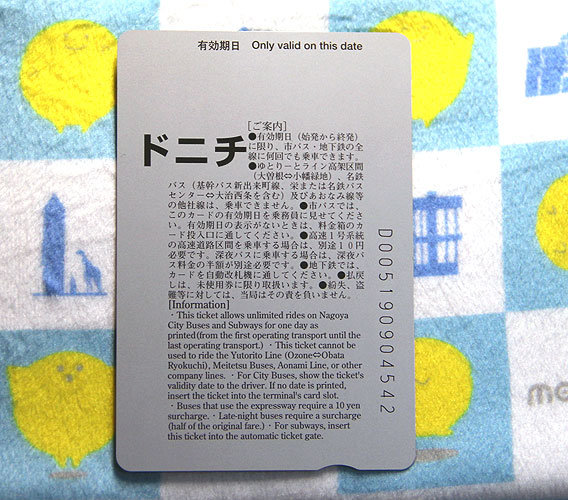 有効期日 Only valid on this date
ドニチ
[ご案内]
●有効期日（始発から終発）
に限り、市バス・地下鉄の全
線に何回でも乗車できます。
●ゆとりーとライン高架区間
（大曽根⇔小幡緑地）、名鉄
バス（基幹バス新出来町線、栄または名鉄バス
センター⇔大治西条を含む）及びあおなみ線等
の他社線は、乗車できません。●市バスでは、
このカードの有効期日を乗務員に見せてくださ
い。有効期日の表示がないときは、料金箱のカー
ド投入口に通してください。●高速1号系統
の高速道路区間を乗車する場合は、別途10円
必要です。深夜バスに乗車する場合は、深夜バ
ス料金の半額が別途必要です。●地下鉄では、
カードを自動改札機に通してください。●払戻
しは、未使用券に限り取扱います。●紛失、盗
難等に対しては、当局はその責を負いません。
[Information]
・This ticket allows unlimited rides on Nagoya
City Buses and Subways for one day as
printed(from the first operating transport until the
last operating transport.)・This ticket cannot be
used to ride the Yutorito Line (Ozone⇔Obata
Ryokuchi), Meitetsu Buses, Aonami Line, or other
company lines.・For City Buses, show the ticket's
validity date to the driver. If no date is printed,
insert the ticket into the terminal's card slot.
・Buses that use the expressway require a 10 yen
surcharge.・Late-night buses require a surcharge
(half of the original fare.)・For subways, insert
this ticket into the automatic ticket gate.
D005190904542